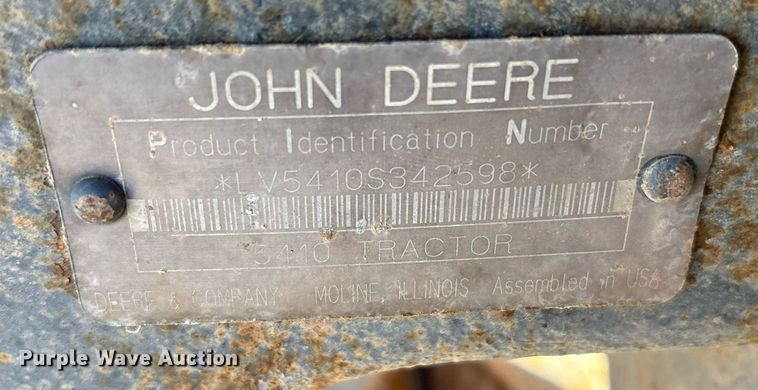 JOHN DEERE
Product Identification Number
*LV5410S342598*
5410 TRACTOR
DEERE & COMPANY MOLINE, ILLINOIS Assembled in USA
Purple Wave Auction